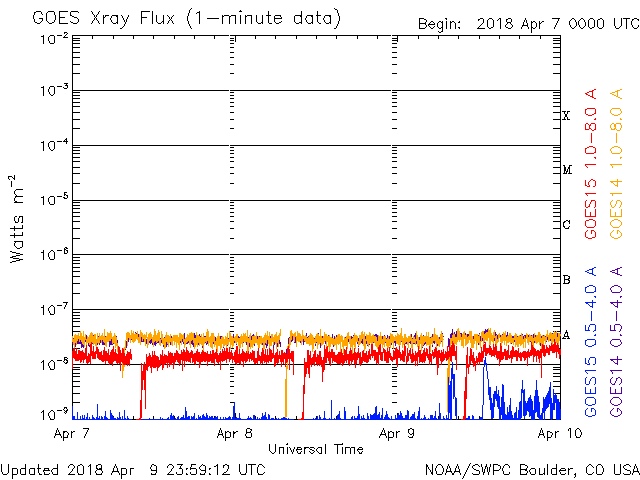 GOES Xray Flux (1-minute data)
Begin: 2018 Apr 7 0000 UTC
10⁻²
10⁻³
10⁻⁴
10⁻⁵
10⁻⁶
10⁻⁷
10⁻⁸
10⁻⁹
Watts m⁻²
X
M
C
B
A
GOES15 1.0-8.0 A
GOES14 1.0-8.0 A
GOES15 0.5-4.0 A
GOES14 0.5-4.0 A
Apr 7
Apr 8
Apr 9
Apr 10
Universal Time
Updated 2018 Apr 9 23:59:12 UTC
NOAA/SWPC Boulder, CO USA